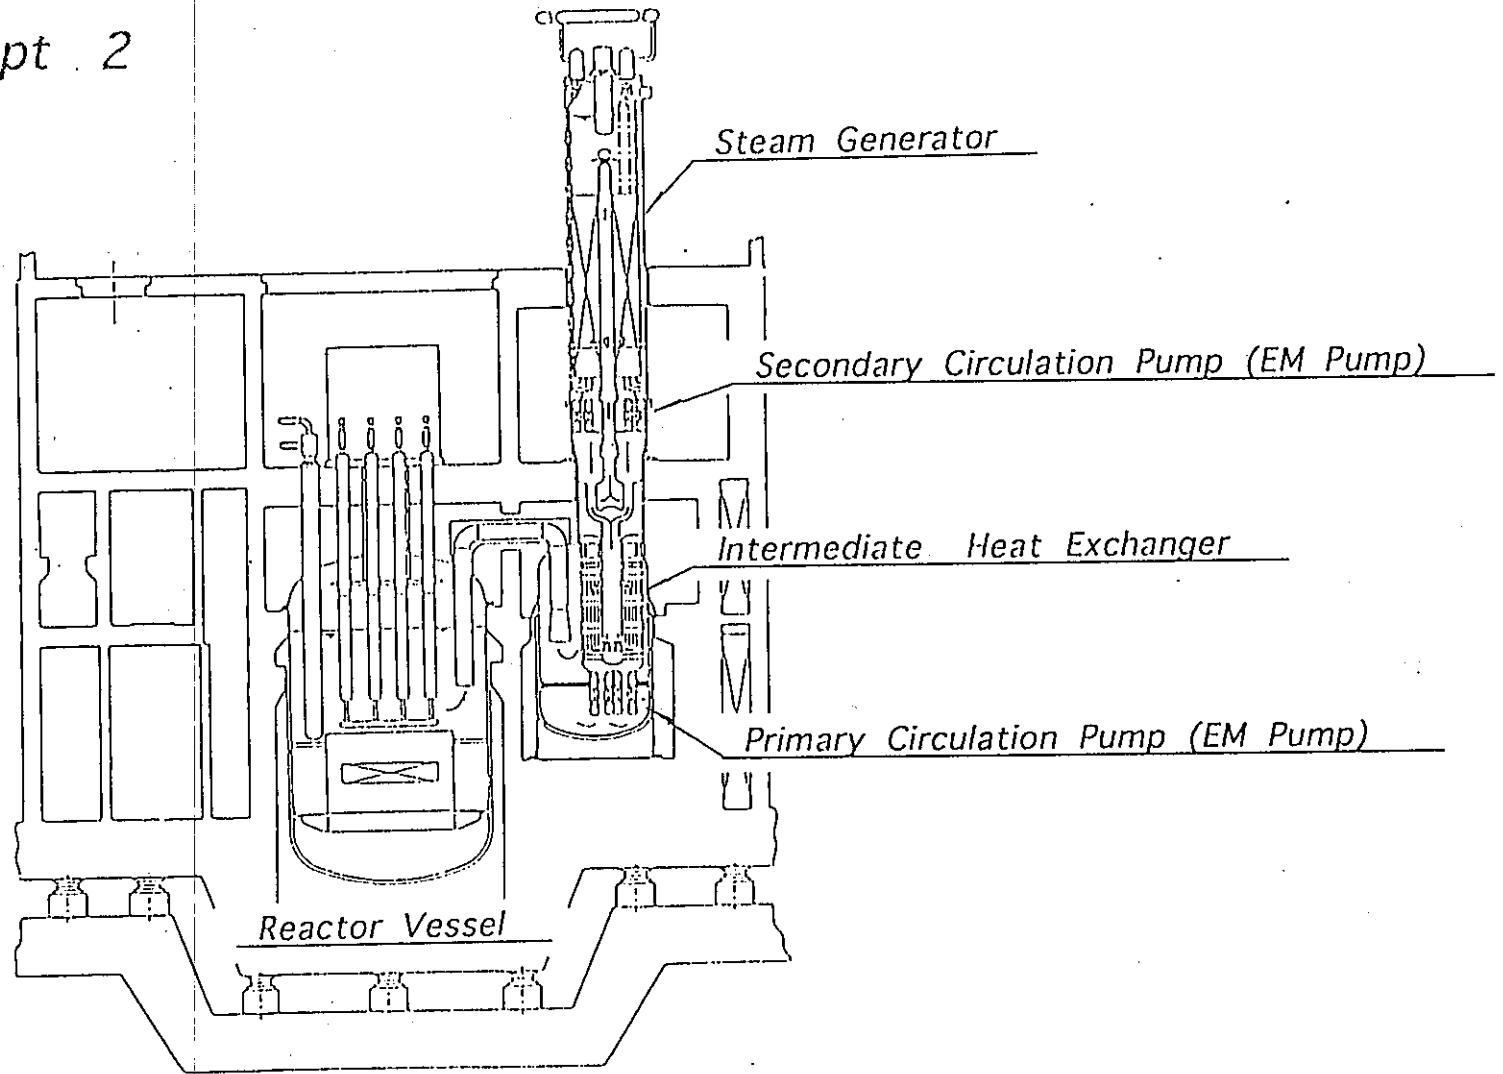 pt 2
Steam Generator
Secondary Circulation Pump (EM Pump)
Intermediate Heat Exchanger
Primary Circulation Pump (EM Pump)
Reactor Vessel